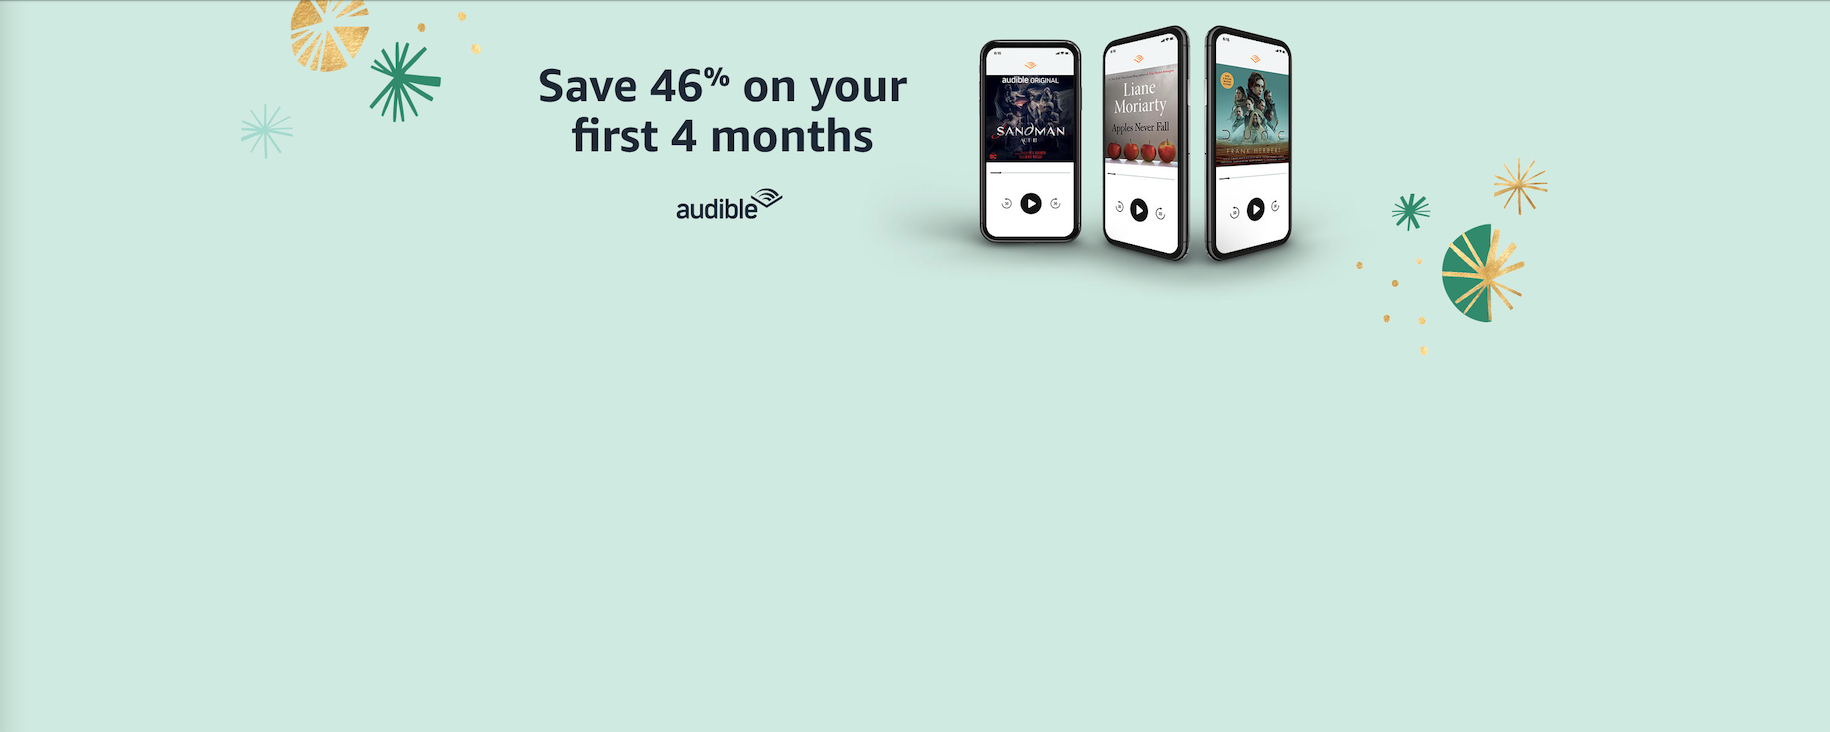 Save 46% on your
first 4 months
audible
audible ORIGINAL
SANDMAN
ACT II
Liane
Moriarty
Apples Never Fall
DUNE
FRANK HERBERT